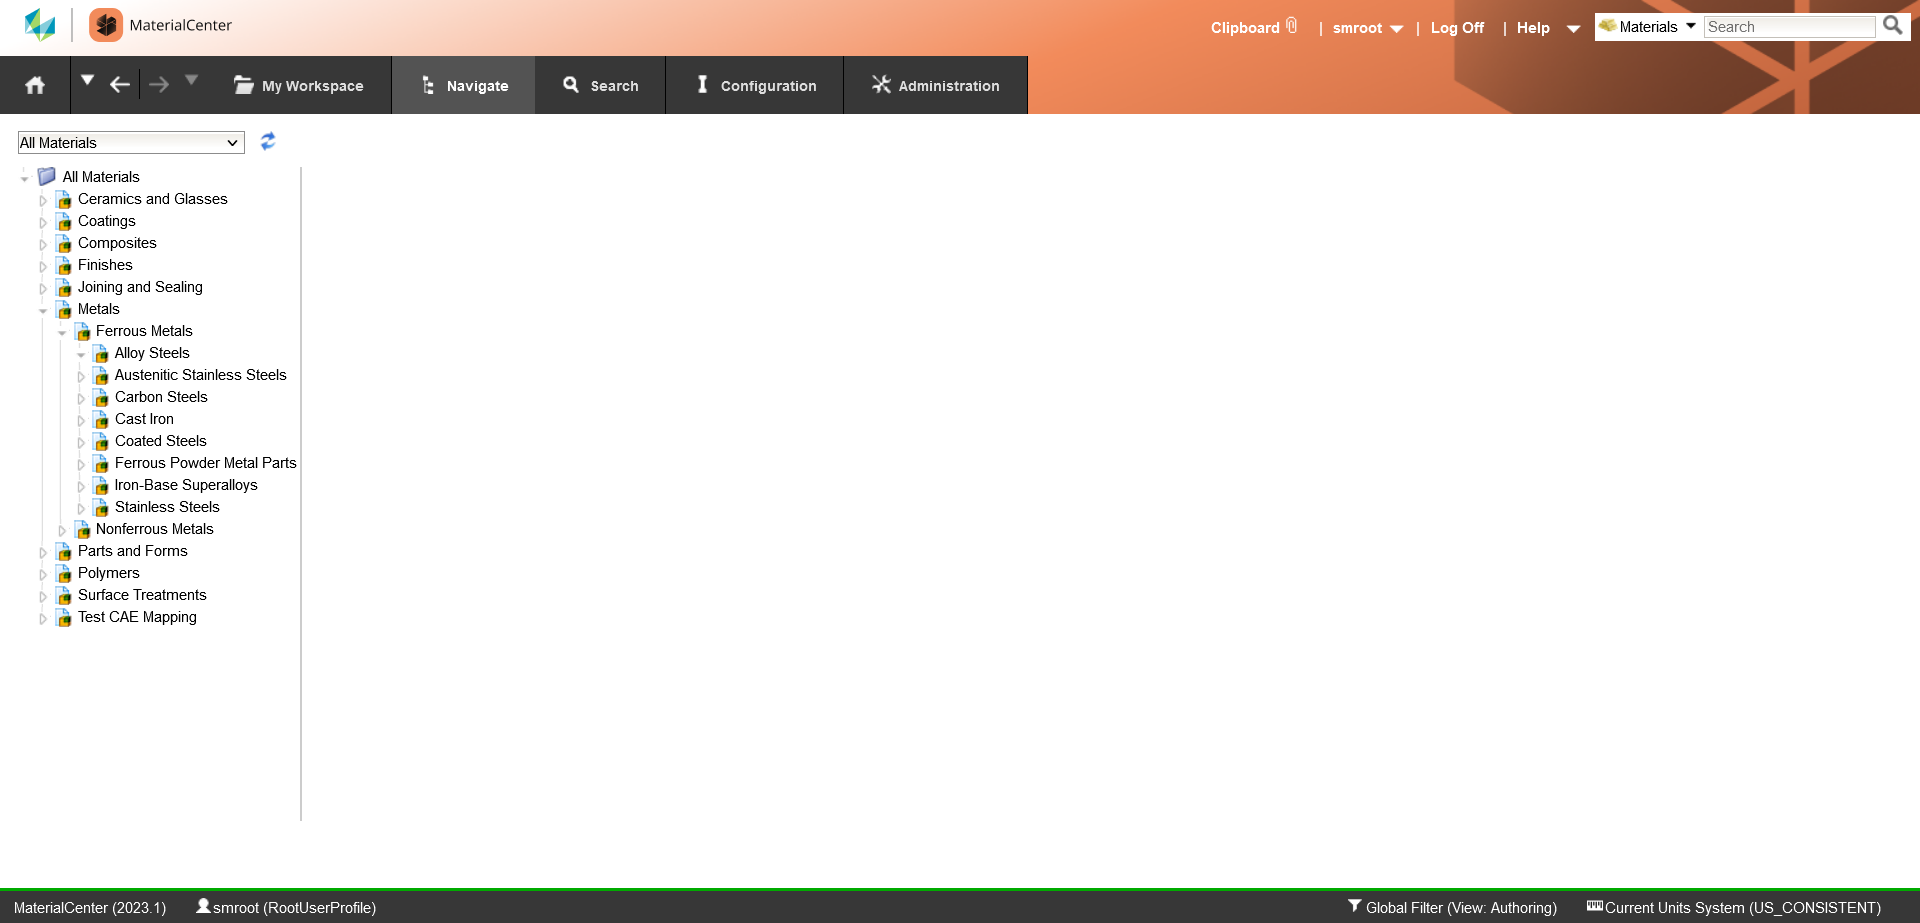 MaterialCenter
Clipboard | smroot | Log Off | Help Materials Search
My Workspace Navigate Search Configuration Administration
All Materials
All Materials
Ceramics and Glasses
Coatings
Composites
Finishes
Joining and Sealing
Metals
Ferrous Metals
Alloy Steels
Austenitic Stainless Steels
Carbon Steels
Cast Iron
Coated Steels
Ferrous Powder Metal Parts
Iron-Base Superalloys
Stainless Steels
Nonferrous Metals
Parts and Forms
Polymers
Surface Treatments
Test CAE Mapping
MaterialCenter (2023.1) smroot (RootUserProfile) Global Filter (View: Authoring) Current Units System (US_CONSISTENT)